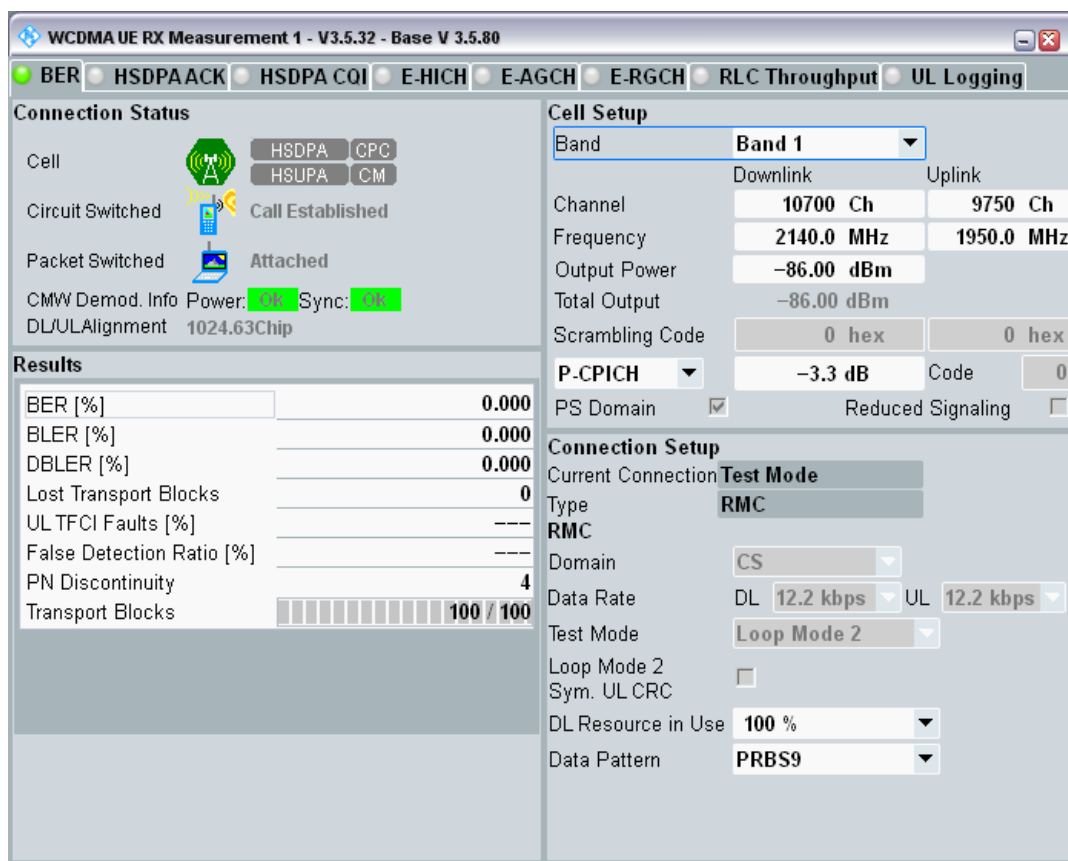 WCDMA UE RX Measurement 1 - V3.5.32 - Base V 3.5.80
BER HSDPA ACK HSDPA CQI E-HICH E-AGCH E-RGCH RLC Throughput UL Logging
Connection Status
Cell HSDPA CPC
HSUPA CM
Circuit Switched Call Established
Packet Switched Attached
CMW Demod. Info Power: Ok Sync: Ok
DL/ULAlignment 1024.63Chip
Results
BER [%] 0.000
BLER [%] 0.000
DBLER [%] 0.000
Lost Transport Blocks 0
UL TFCI Faults [%] ---
False Detection Ratio [%] ---
PN Discontinuity 4
Transport Blocks 100 / 100
Cell Setup
Band Band 1
Downlink Uplink
Channel 10700 Ch 9750 Ch
Frequency 2140.0 MHz 1950.0 MHz
Output Power −86.00 dBm
Total Output −86.00 dBm
Scrambling Code 0 hex 0 hex
P-CPICH −3.3 dB Code 0
PS Domain Reduced Signaling
Connection Setup
Current Connection Test Mode
Type RMC
RMC
Domain CS
Data Rate DL 12.2 kbps UL 12.2 kbps
Test Mode Loop Mode 2
Loop Mode 2
Sym. UL CRC
DL Resource in Use 100 %
Data Pattern PRBS9